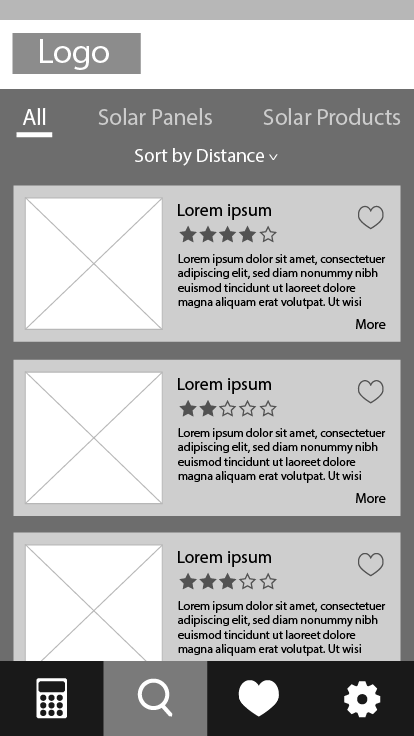 Logo
All Solar Panels Solar Products
Sort by Distance
Lorem ipsum
Lorem ipsum dolor sit amet, consectetuer
adipiscing elit, sed diam nonummy nibh
euismod tincidunt ut laoreet dolore
magna aliquam erat volutpat. Ut wisi
More
Lorem ipsum
Lorem ipsum dolor sit amet, consectetuer
adipiscing elit, sed diam nonummy nibh
euismod tincidunt ut laoreet dolore
magna aliquam erat volutpat. Ut wisi
More
Lorem ipsum
Lorem ipsum dolor sit amet, consectetuer
adipiscing elit, sed diam nonummy nibh
euismod tincidunt ut laoreet dolore
magna aliquam erat volutpat. Ut wisi